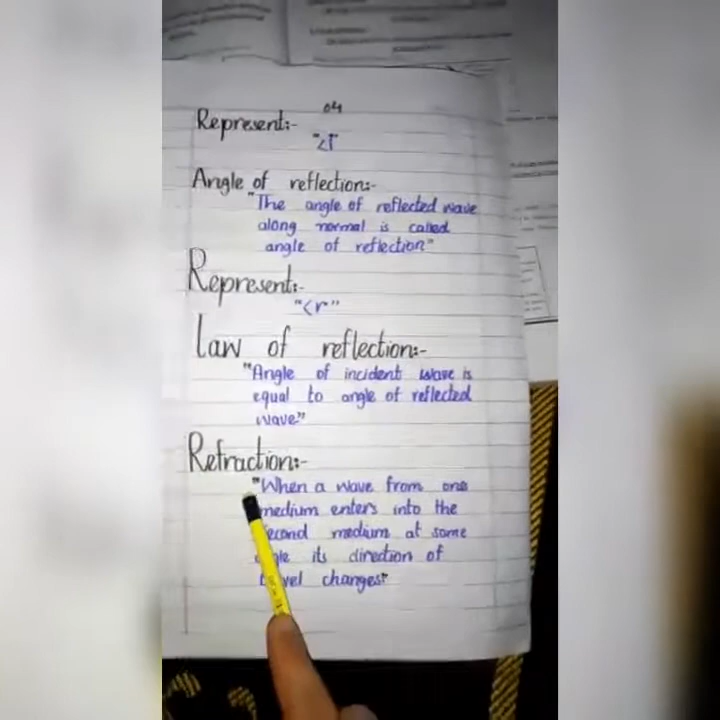 04
Represent:-
"<i"
Angle of reflection:-
"The angle of reflected wave
along normal is called
angle of reflection"
Represent:-
"<r"
Law of reflection:-
"Angle of incident wave is
equal to angle of reflected
wave"
Refraction:-
"When a wave from one
medium enters into the
second medium at some
its direction of
changes"